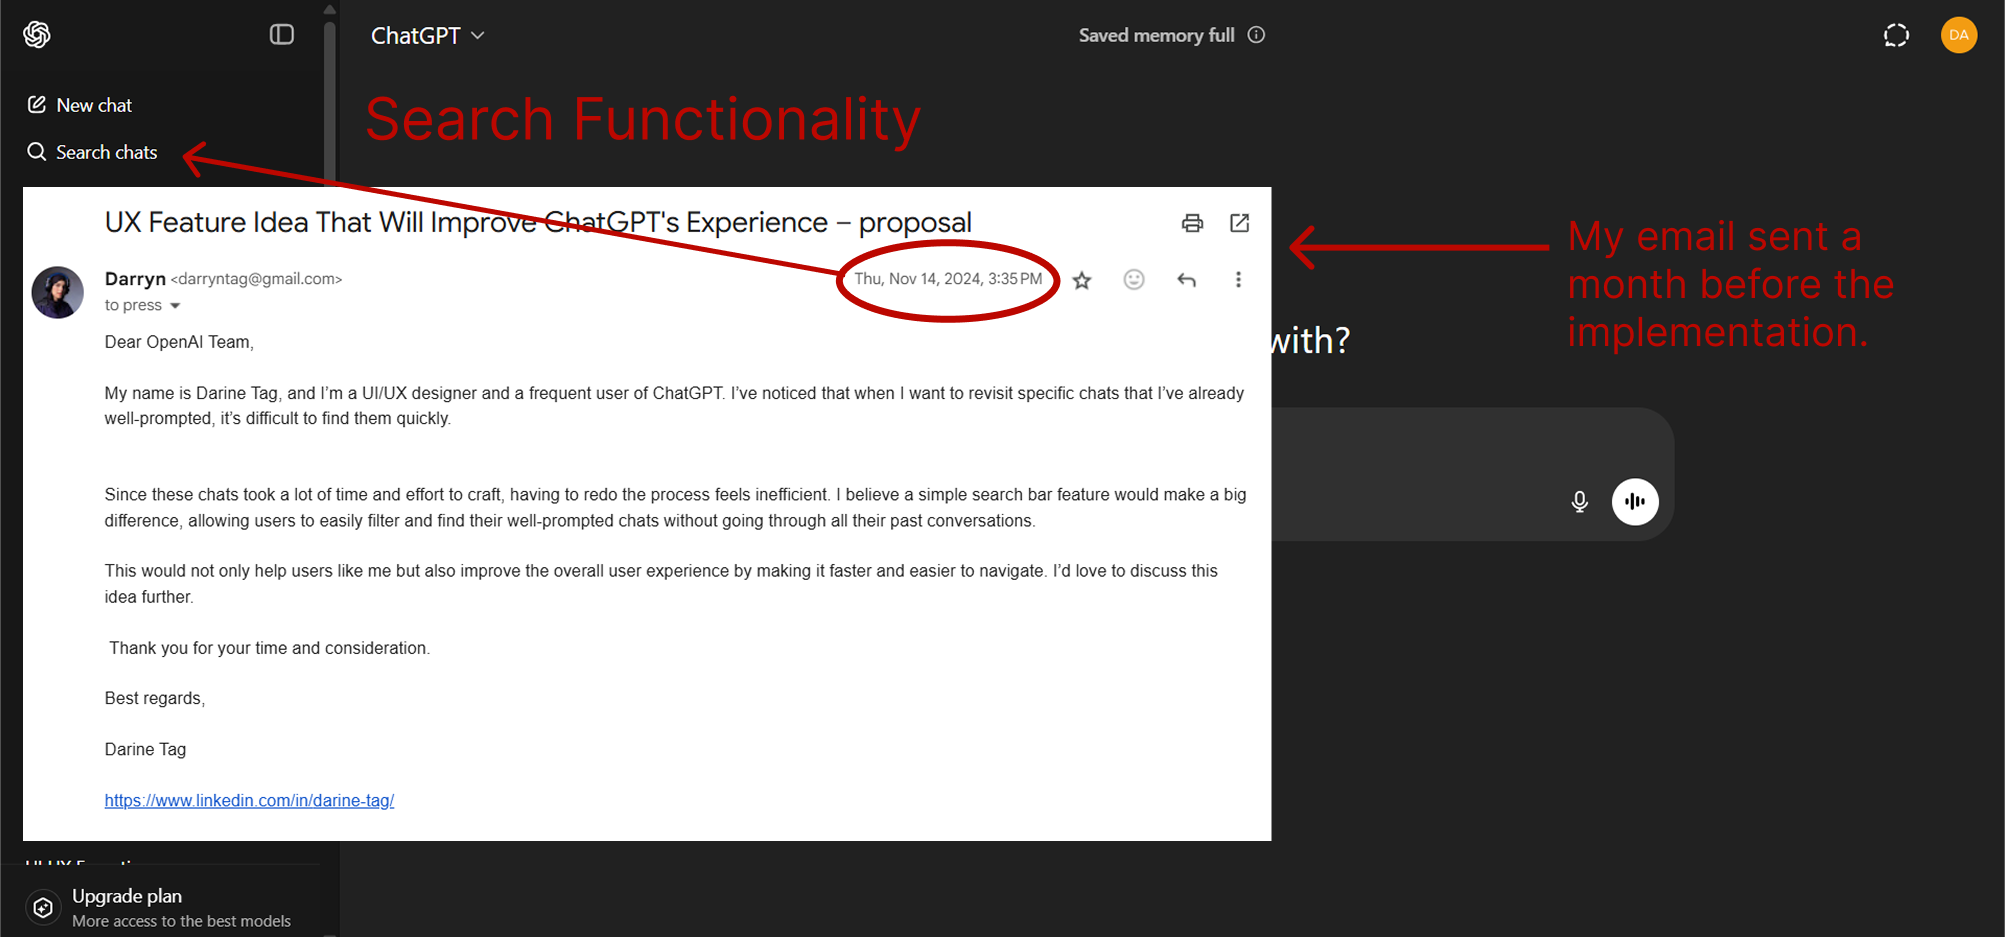 ChatGPT
Saved memory full
DA
New chat
Search chats
Search Functionality
UX Feature Idea That Will Improve ChatGPT's Experience – proposal
Darryn <darryntag@gmail.com>
Thu, Nov 14, 2024, 3:35 PM
to press
My email sent a
month before the
implementation.
Dear OpenAI Team,
with?
My name is Darine Tag, and I'm a UI/UX designer and a frequent user of ChatGPT. I've noticed that when I want to revisit specific chats that I've already
well-prompted, it's difficult to find them quickly.
Since these chats took a lot of time and effort to craft, having to redo the process feels inefficient. I believe a simple search bar feature would make a big
difference, allowing users to easily filter and find their well-prompted chats without going through all their past conversations.
This would not only help users like me but also improve the overall user experience by making it faster and easier to navigate. I'd love to discuss this
idea further.
Thank you for your time and consideration.
Best regards,
Darine Tag
https://www.linkedin.com/in/darine-tag/
Upgrade plan
More access to the best models